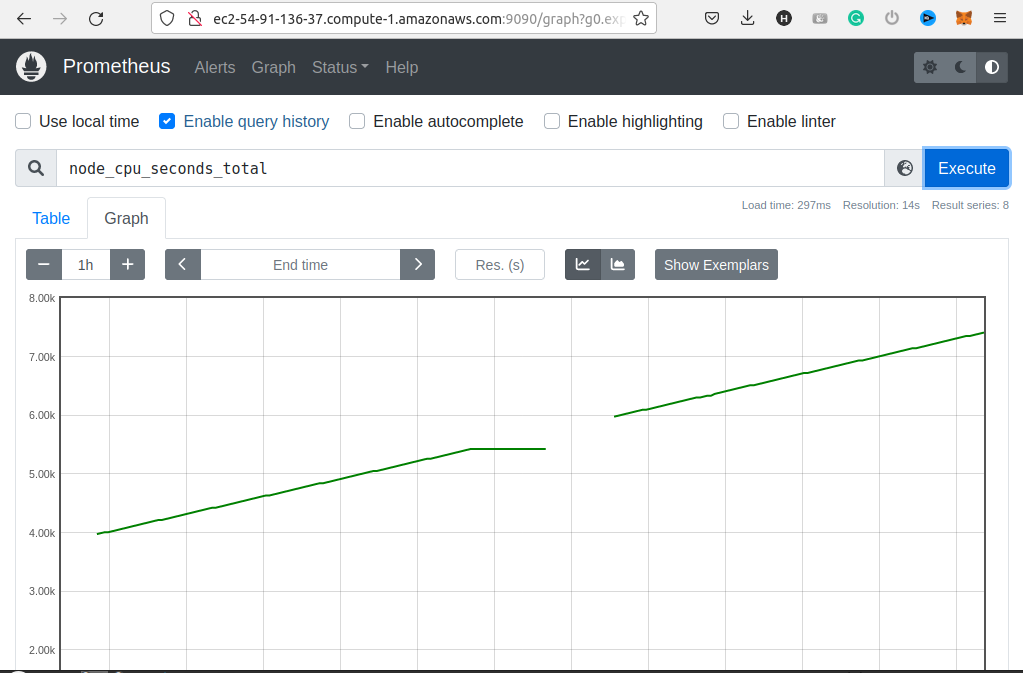 ec2-54-91-136-37.compute-1.amazonaws.com:9090/graph?g0.exp
Prometheus Alerts Graph Status Help
Use local time Enable query history Enable autocomplete Enable highlighting Enable linter
node_cpu_seconds_total Execute
Load time: 297ms Resolution: 14s Result series: 8
Table Graph
− 1h + End time Res. (s) Show Exemplars
8.00k
7.00k
6.00k
5.00k
4.00k
3.00k
2.00k